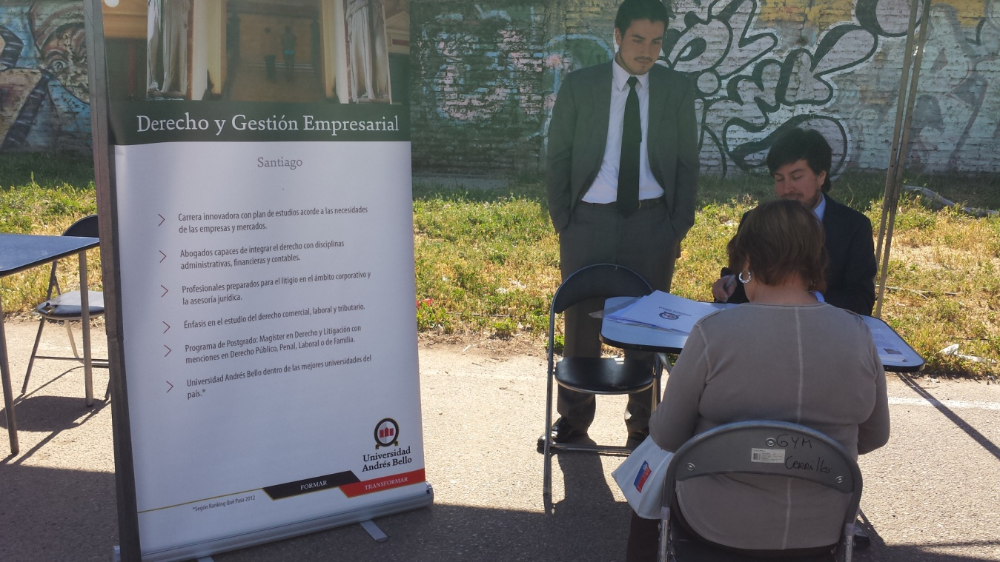 Derecho y Gestión Empresarial
Santiago
Carrera innovadora con plan de estudios acorde a las necesidades
de las empresas y mercados.
Abogados capaces de integrar el derecho con disciplinas
administrativas, financieras y contables.
Profesionales preparados para el litigio en el ámbito corporativo y
la asesoría jurídica.
Énfasis en el estudio del derecho comercial, laboral y tributario.
Programa de Postgrado: Magíster en Derecho y Litigación con
menciones en Derecho Público, Penal, Laboral o de Familia.
Universidad Andrés Bello dentro de las mejores universidades del
país.*
Universidad
Andrés Bello
FORMAR
TRANSFORMAR
*Según Ranking Qué Pasa 2012
GYM
Cerrillos